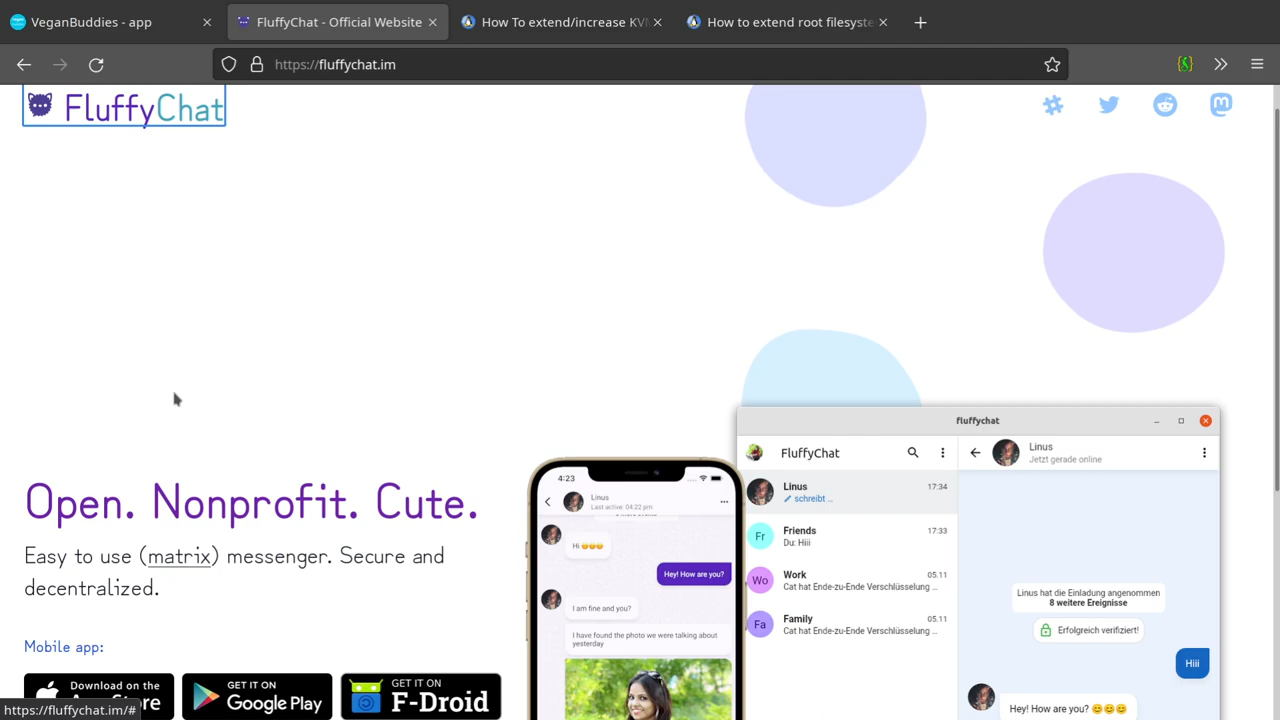 VeganBuddies - app
FluffyChat - Official Website
How To extend/increase KV
How to extend root filesyste
https://fluffychat.im
FluffyChat
fluffychat
4:23
Linus
Last active: 04:22 pm
Hi 😊😊😊
Hey! How are you?
I am fine and you?
I have found the photo we were talking about
yesterday
FluffyChat
Linus
17:34
schreibt ...
Fr
Friends
17:33
Du: Hiii
Wo
Work
05.11
Cat hat Ende-zu-Ende Verschlüsselung ...
Fa
Family
05.11
Cat hat Ende-zu-Ende Verschlüsselung ...
Linus
Jetzt gerade online
Linus hat die Einladung angenommen
8 weitere Ereignisse
Erfolgreich verifiziert!
Hiii
Hey! How are you? 😊😊😊
Open. Nonprofit. Cute.
Easy to use (matrix) messenger. Secure and
decentralized.
Mobile app:
Download on the
Store
GET IT ON
Google Play
GET IT ON
F-Droid
https://fluffychat.im/#